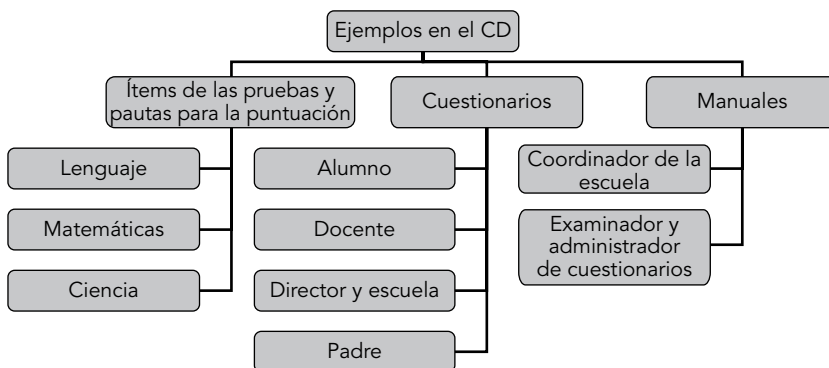 Ejemplos en el CD
Ítems de las pruebas y
pautas para la puntuación
Cuestionarios
Manuales
Lenguaje
Matemáticas
Ciencia
Alumno
Docente
Director y escuela
Padre
Coordinador de la
escuela
Examinador y
administrador
de cuestionarios